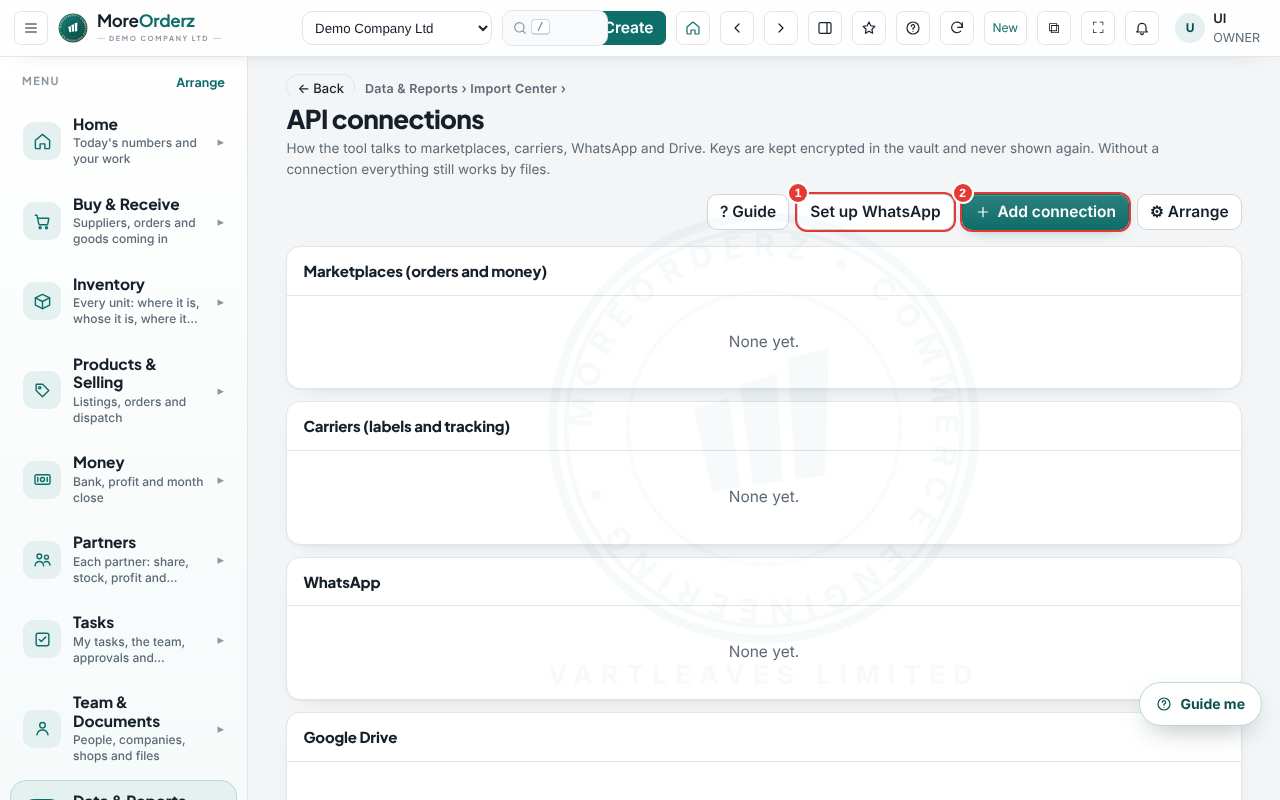 MoreOrderz
— DEMO COMPANY LTD —
Demo Company Ltd
/
Create
New
U
UI
OWNER
MENU
Arrange
Home
Today's numbers and
your work
Buy & Receive
Suppliers, orders and
goods coming in
Inventory
Every unit: where it is,
whose it is, where it...
Products &
Selling
Listings, orders and
dispatch
Money
Bank, profit and month
close
Partners
Each partner: share,
stock, profit and...
Tasks
My tasks, the team,
approvals and...
Team &
Documents
People, companies,
shops and files
Data & Reports
← Back
Data & Reports › Import Center ›
API connections
How the tool talks to marketplaces, carriers, WhatsApp and Drive. Keys are kept encrypted in the vault and never shown again. Without a
connection everything still works by files.
1
2
? Guide
Set up WhatsApp
+ Add connection
⚙ Arrange
Marketplaces (orders and money)
None yet.
Carriers (labels and tracking)
None yet.
WhatsApp
None yet.
Google Drive
MOREORDERZ • COMMERCE ENGINEERING •
VARTLEAVES LIMITED
Guide me